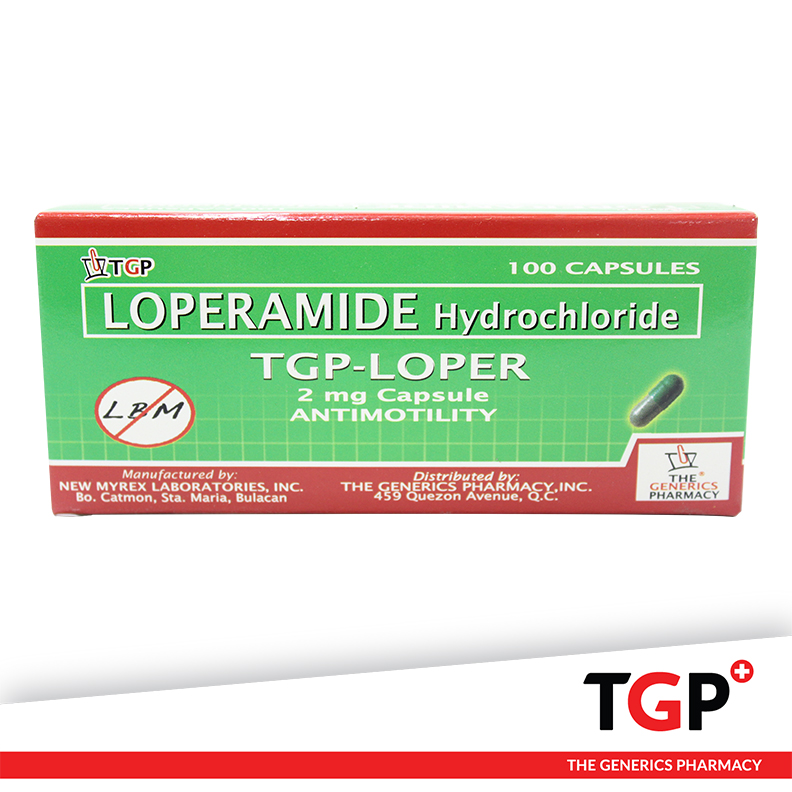 TGP
100 CAPSULES
LOPERAMIDE Hydrochloride
TGP-LOPER
2 mg Capsule
ANTIMOTILITY
LBM
Manufactured by:
NEW MYREX LABORATORIES, INC.
Bo. Catmon, Sta. Maria, Bulacan
Distributed by:
THE GENERICS PHARMACY,INC.
459 Quezon Avenue, Q.C.
THE®
GENERICS
PHARMACY
TGP
THE GENERICS PHARMACY